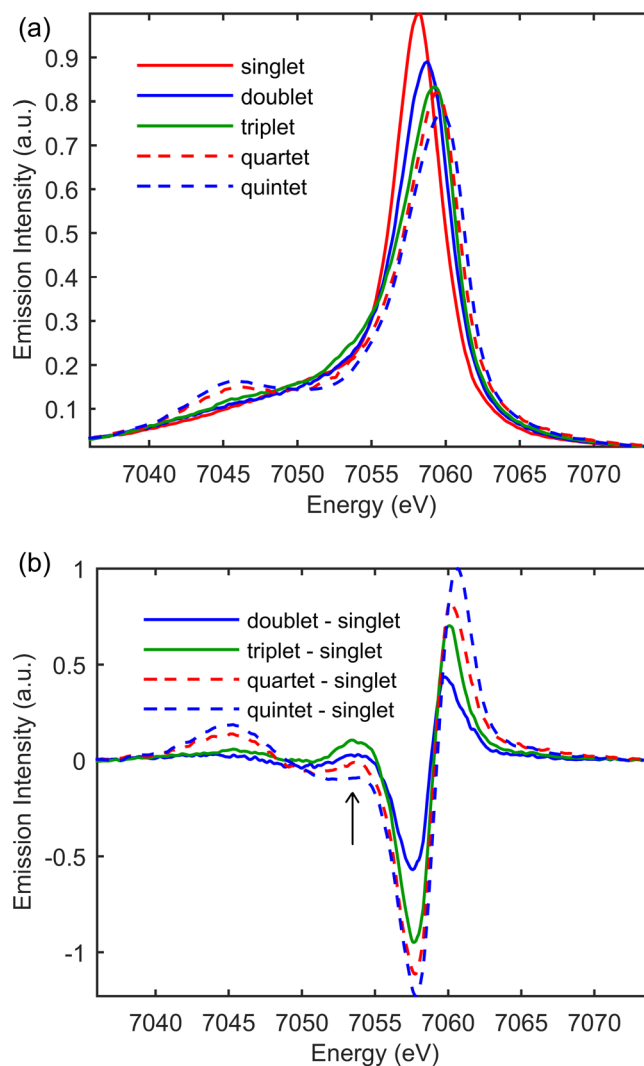 (a)
0.9
0.8
0.7
0.6
0.5
0.4
0.3
0.2
0.1
Emission Intensity (a.u.)
singlet
doublet
triplet
quartet
quintet
7040 7045 7050 7055 7060 7065 7070
Energy (eV)
(b)
1
0.5
0
-0.5
-1
Emission Intensity (a.u.)
doublet - singlet
triplet - singlet
quartet - singlet
quintet - singlet
7040 7045 7050 7055 7060 7065 7070
Energy (eV)